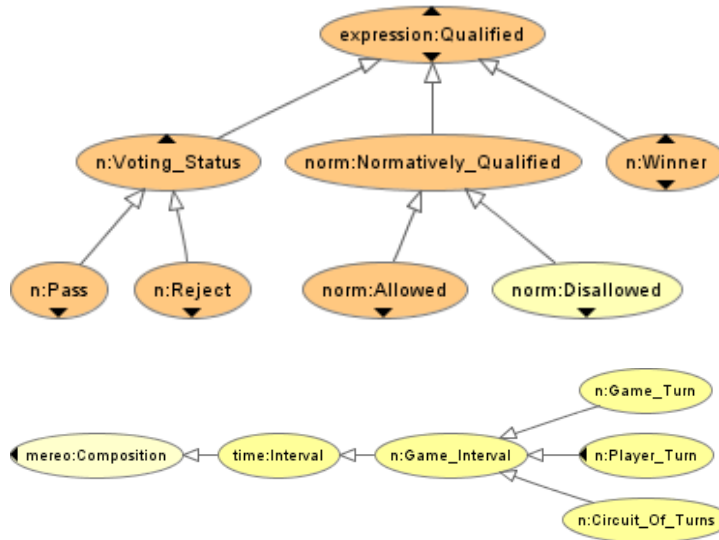 expression:Qualified
n:Voting_Status
norm:Normatively_Qualified
n:Winner
n:Pass
n:Reject
norm:Allowed
norm:Disallowed
n:Game_Turn
mereo:Composition
time:Interval
n:Game_Interval
n:Player_Turn
n:Circuit_Of_Turns